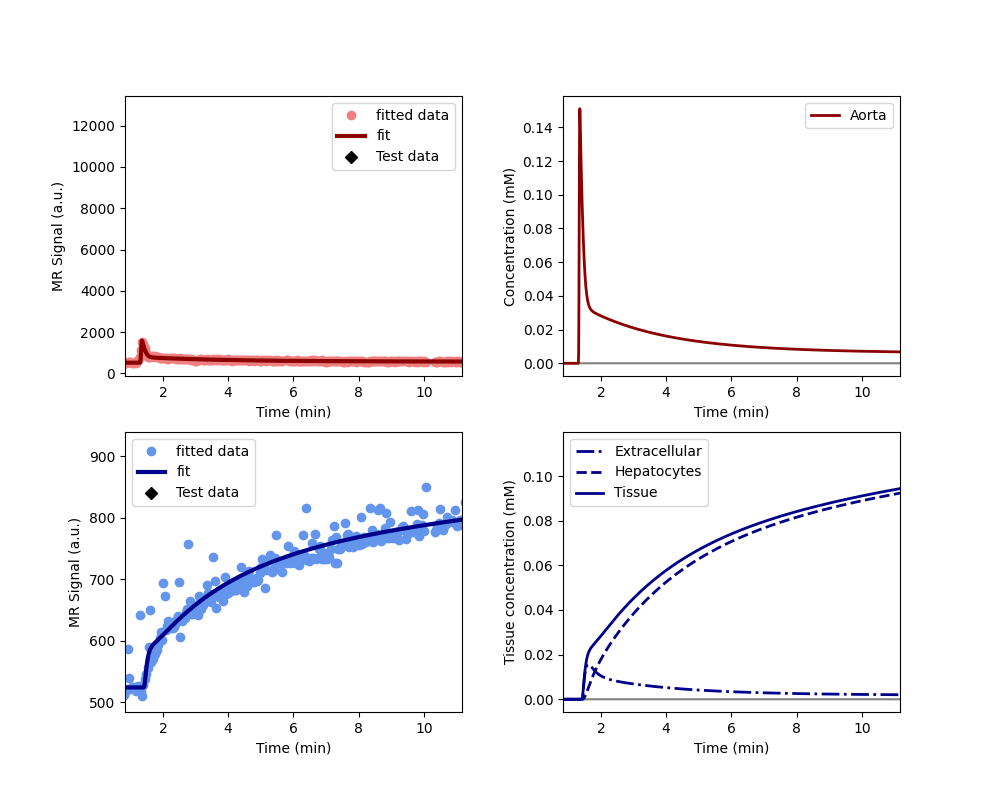 12000
10000
8000
6000
4000
2000
0
MR Signal (a.u.)
2 4 6 8 10
Time (min)
fitted data
fit
Test data
0.14
0.12
0.10
0.08
0.06
0.04
0.02
0.00
Concentration (mM)
2 4 6 8 10
Time (min)
Aorta
900
800
700
600
500
MR Signal (a.u.)
2 4 6 8 10
Time (min)
fitted data
fit
Test data
0.10
0.08
0.06
0.04
0.02
0.00
Tissue concentration (mM)
2 4 6 8 10
Time (min)
Extracellular
Hepatocytes
Tissue